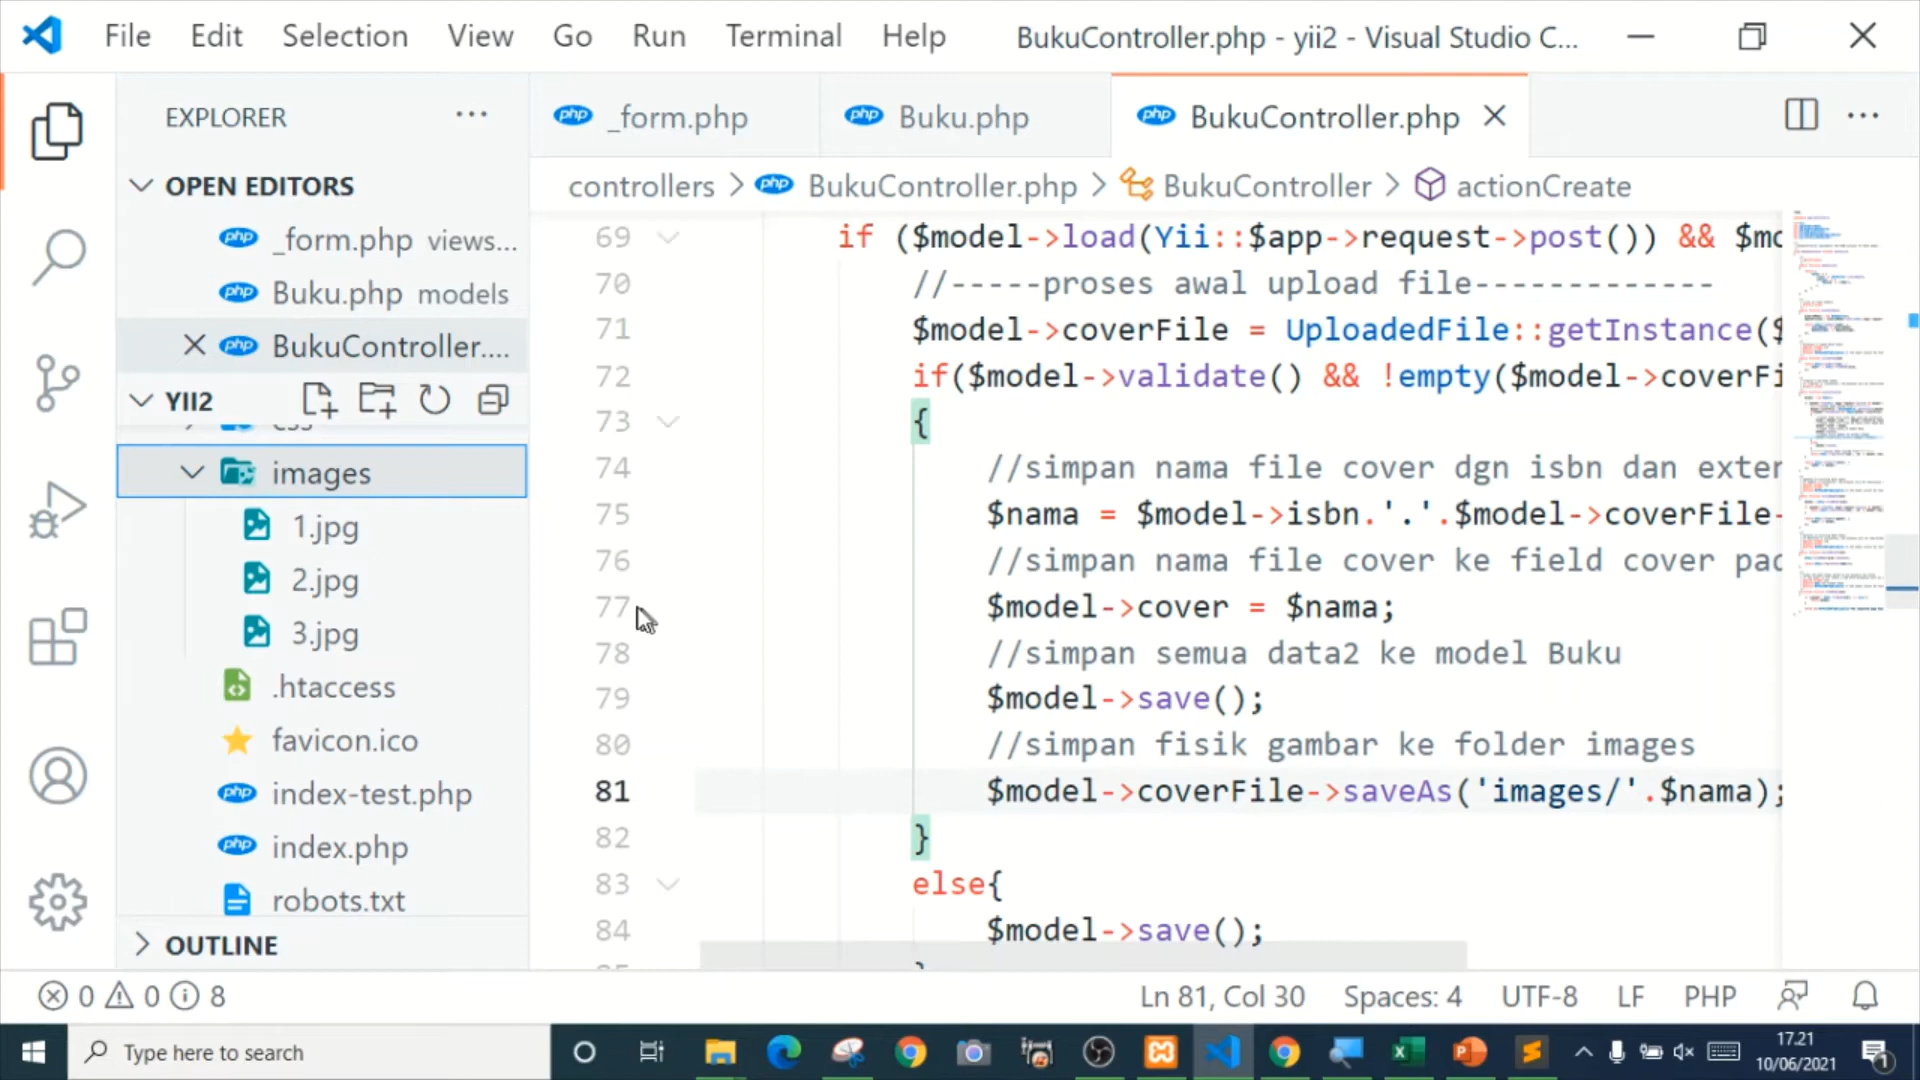 File Edit Selection View Go Run Terminal Help BukuController.php - yii2 - Visual Studio C...
EXPLORER
_form.php
Buku.php
BukuController.php
OPEN EDITORS
controllers > BukuController.php > BukuController > actionCreate
_form.php views...
Buku.php models
BukuController....
YII2
css
images
1.jpg
2.jpg
3.jpg
.htaccess
favicon.ico
index-test.php
index.php
robots.txt
OUTLINE
69 if ($model->load(Yii::$app->request->post()) && $mo
70 //-----proses awal upload file-------------
71 $model->coverFile = UploadedFile::getInstance($
72 if($model->validate() && !empty($model->coverFi
73 {
74 //simpan nama file cover dgn isbn dan exter
75 $nama = $model->isbn.'.'.$model->coverFile-
76 //simpan nama file cover ke field cover pad
77 $model->cover = $nama;
78 //simpan semua data2 ke model Buku
79 $model->save();
80 //simpan fisik gambar ke folder images
81 $model->coverFile->saveAs('images/'.$nama);
82 }
83 else{
84 $model->save();
0 0 8
Ln 81, Col 30 Spaces: 4 UTF-8 LF PHP
Type here to search
17.21
10/06/2021
1